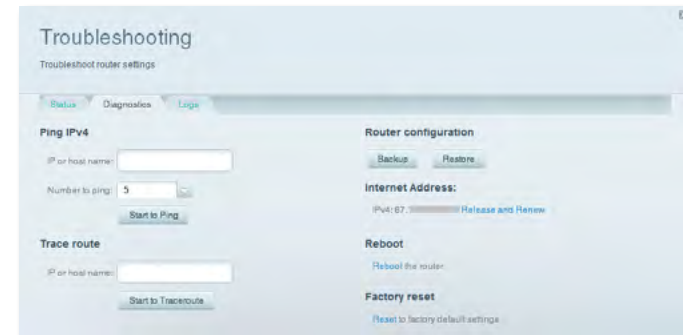 Troubleshooting
Troubleshoot router settings
Status Diagnostics Logs
Ping IPv4
IP or host name:
Number to ping: 5
Start to Ping
Trace route
IP or host name:
Start to Traceroute
Router configuration
Backup Restore
Internet Address:
IPv4: 67. Release and Renew
Reboot
Reboot the router
Factory reset
Reset to factory default settings